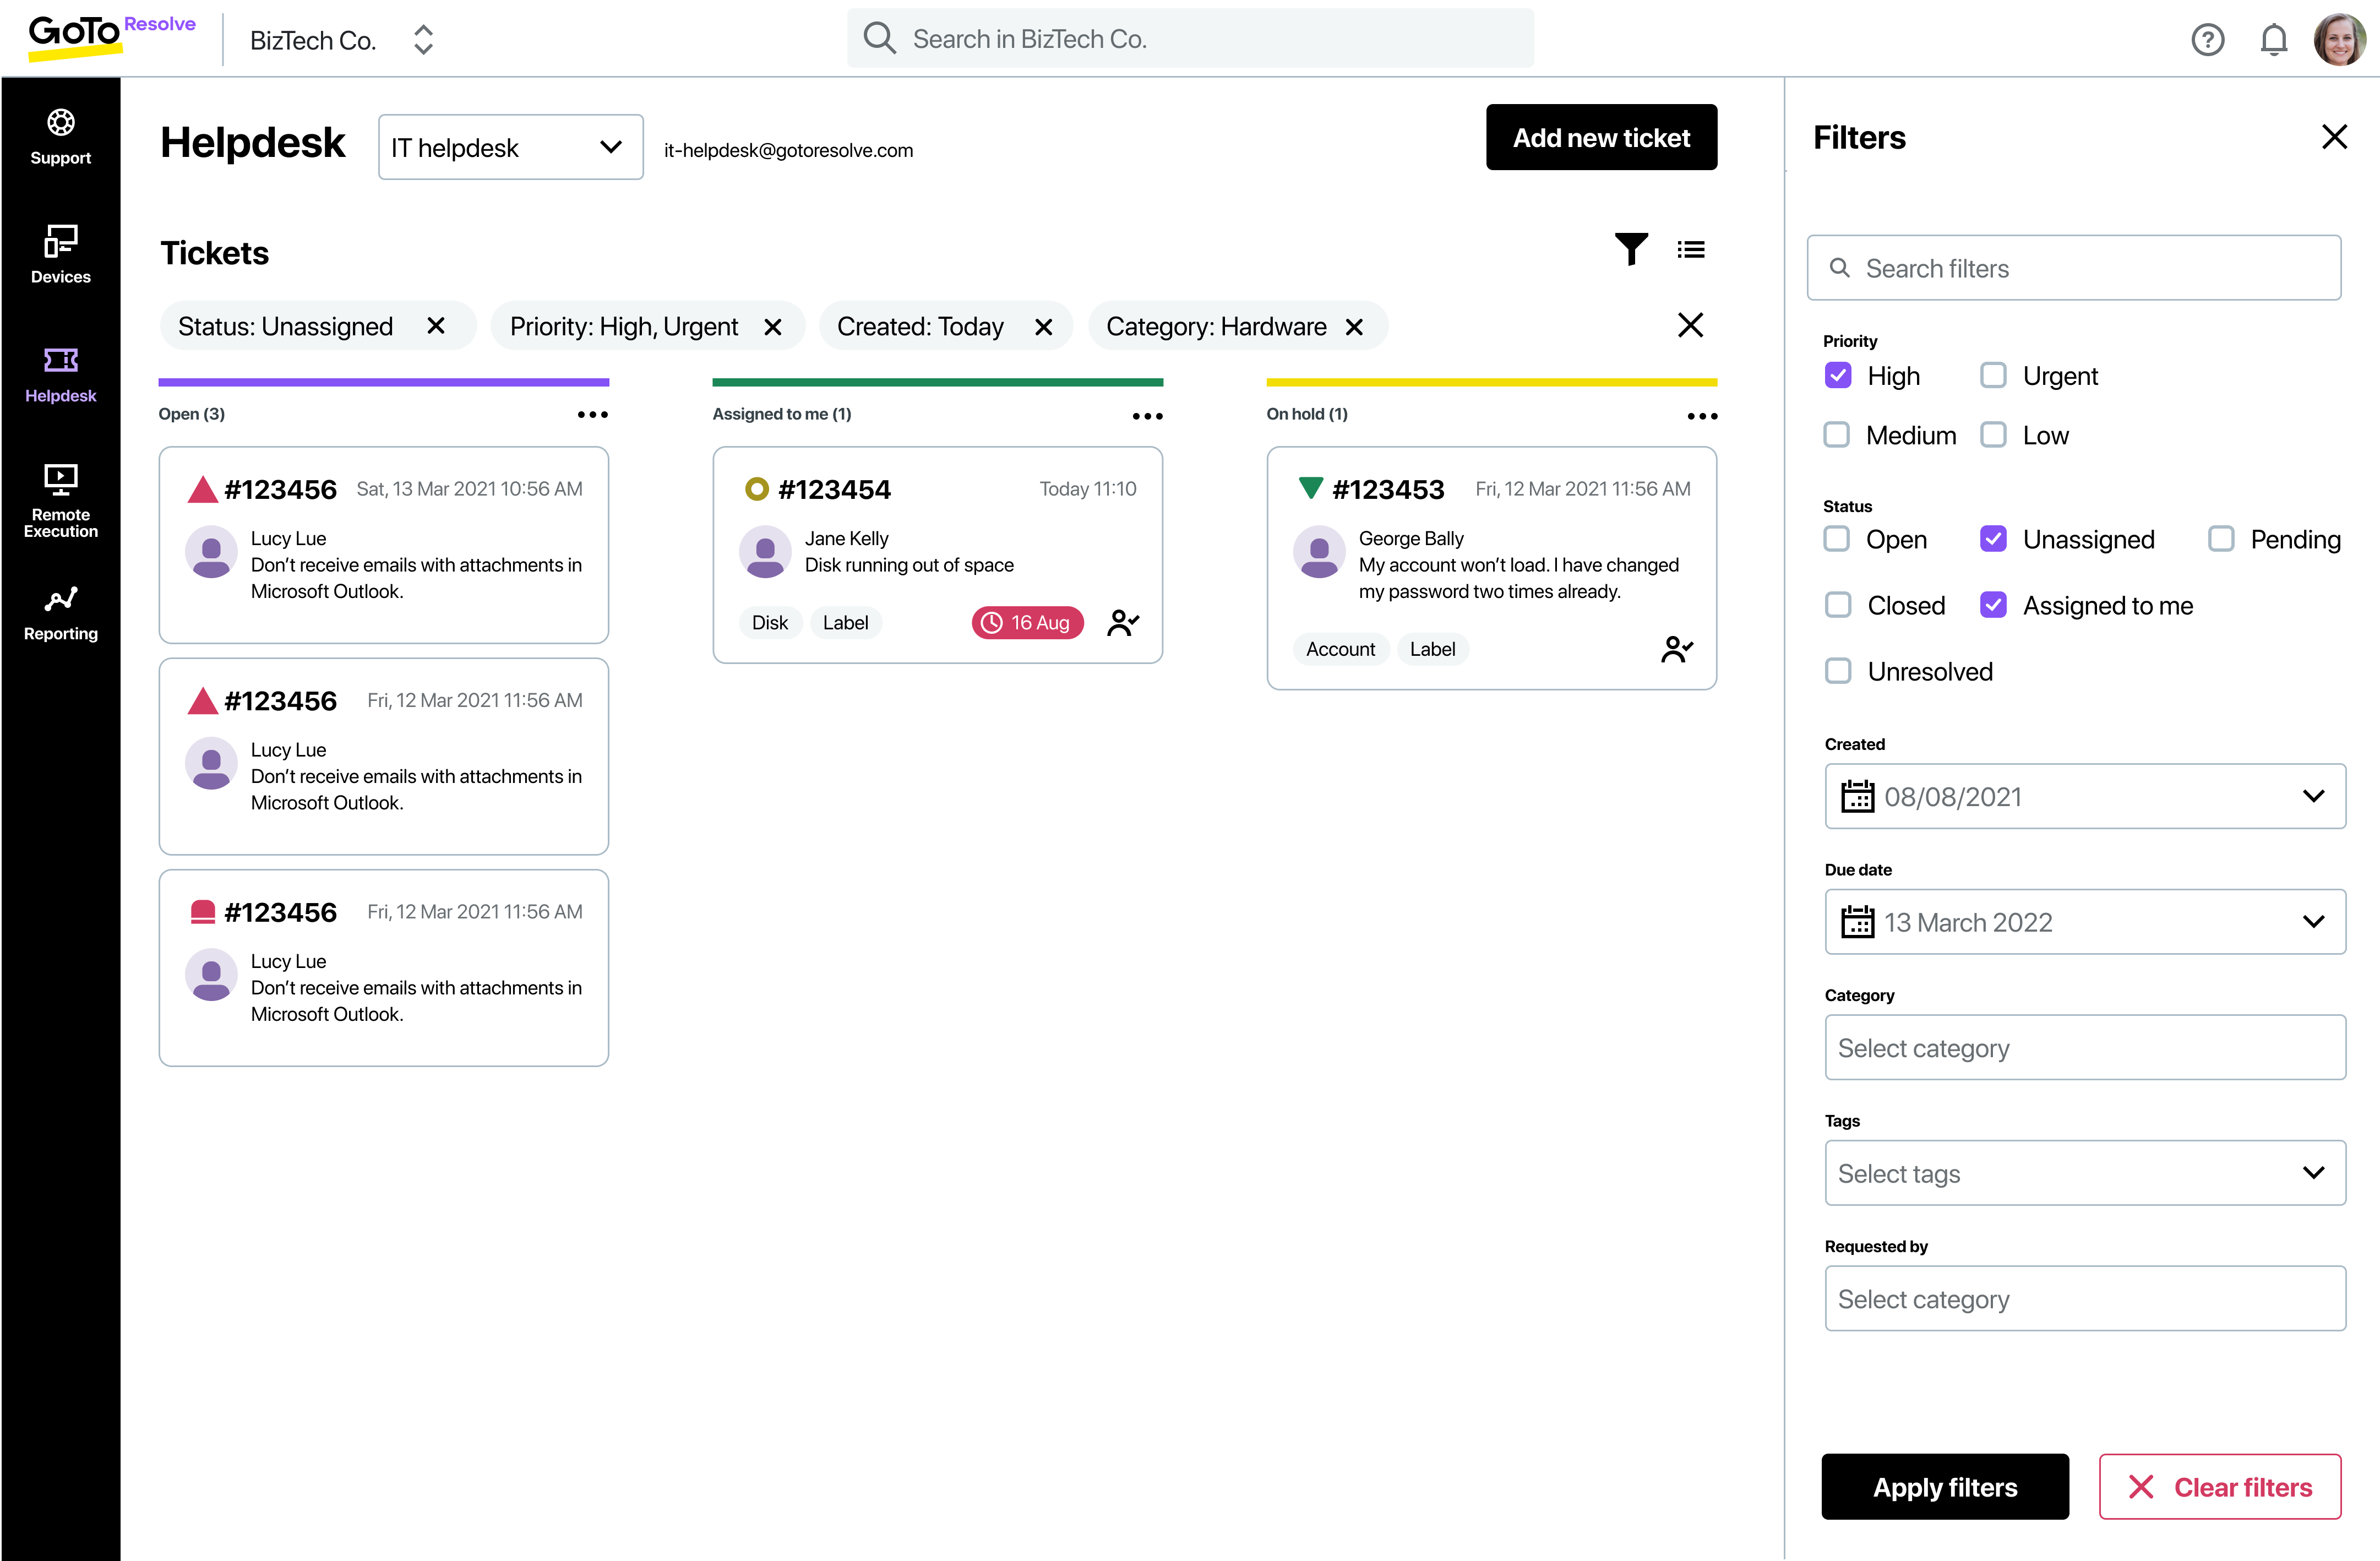 GoTo Resolve
BizTech Co.
Search in BizTech Co.
Support
Devices
Helpdesk
Remote
Execution
Reporting
Helpdesk
IT helpdesk
it-helpdesk@gotoresolve.com
Add new ticket
Tickets
Status: Unassigned
Priority: High, Urgent
Created: Today
Category: Hardware
Open (3)
#123456 Sat, 13 Mar 2021 10:56 AM
Lucy Lue
Don’t receive emails with attachments in
Microsoft Outlook.
#123456 Fri, 12 Mar 2021 11:56 AM
Lucy Lue
Don’t receive emails with attachments in
Microsoft Outlook.
#123456 Fri, 12 Mar 2021 11:56 AM
Lucy Lue
Don’t receive emails with attachments in
Microsoft Outlook.
Assigned to me (1)
#123454 Today 11:10
Jane Kelly
Disk running out of space
Disk Label 16 Aug
On hold (1)
#123453 Fri, 12 Mar 2021 11:56 AM
George Bally
My account won’t load. I have changed
my password two times already.
Account Label
Filters
Search filters
Priority
High Urgent
Medium Low
Status
Open Unassigned Pending
Closed Assigned to me
Unresolved
Created
08/08/2021
Due date
13 March 2022
Category
Select category
Tags
Select tags
Requested by
Select category
Apply filters
Clear filters